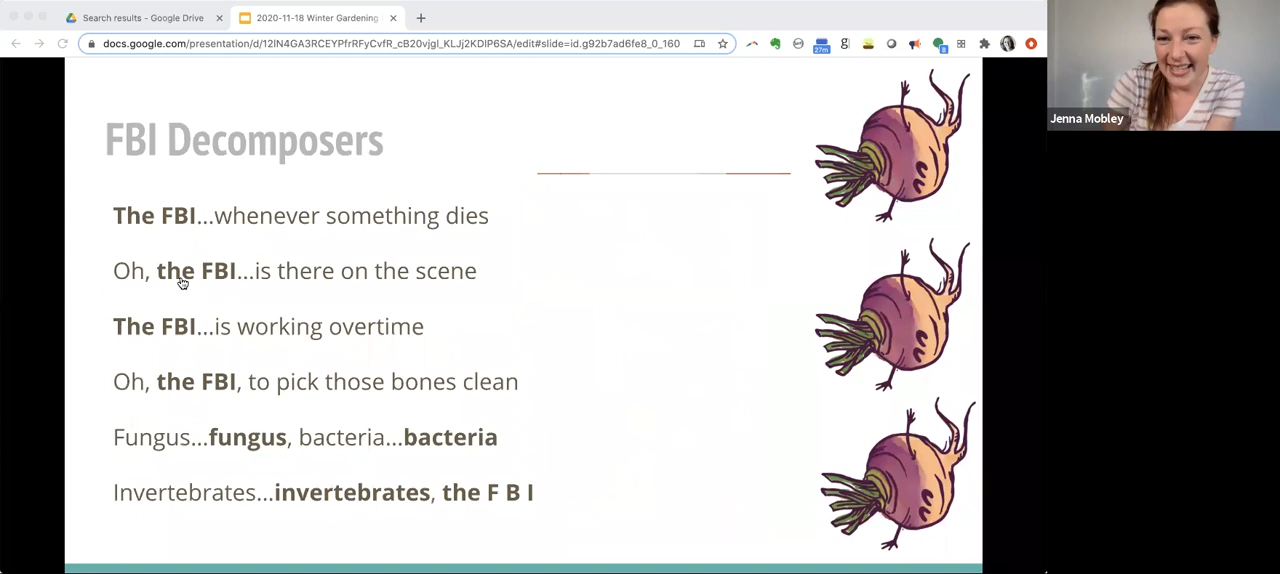 Search results - Google Drive
2020-11-18 Winter Gardening
docs.google.com/presentation/d/12lN4GA3RCEYPfrRFyCvfR_cB20vjgl_KLJj2KDlP6SA/edit#slide=id.g92b7ad6fe8_0_160
27m
8
Jenna Mobley
FBI Decomposers
The FBI...whenever something dies
Oh, the FBI...is there on the scene
The FBI...is working overtime
Oh, the FBI, to pick those bones clean
Fungus...fungus, bacteria...bacteria
Invertebrates...invertebrates, the F B I